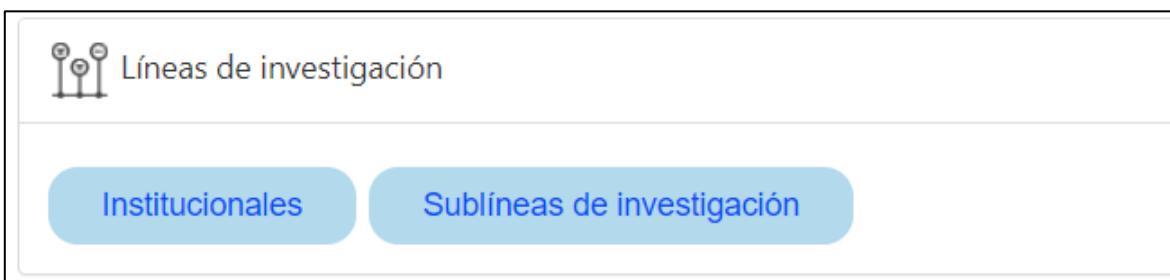 Líneas de investigación
Institucionales Sublíneas de investigación